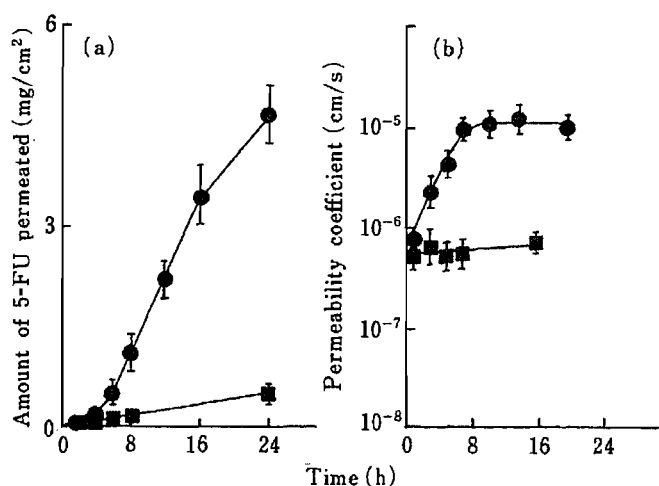 (a)
Amount of 5-FU permeated (mg/cm²)
6
3
0
0 8 16 24
(b)
Permeability coefficient (cm/s)
10⁻⁵
10⁻⁶
10⁻⁷
10⁻⁸
0 8 16 24
Time (h)